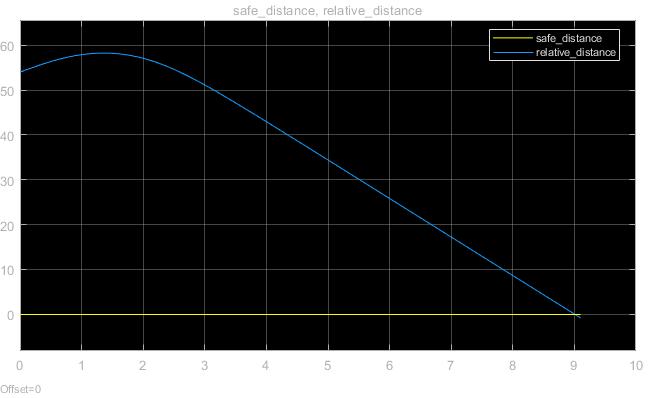 safe_distance, relative_distance
safe_distance
relative_distance
60
50
40
30
20
10
0
0 1 2 3 4 5 6 7 8 9 10
Offset=0